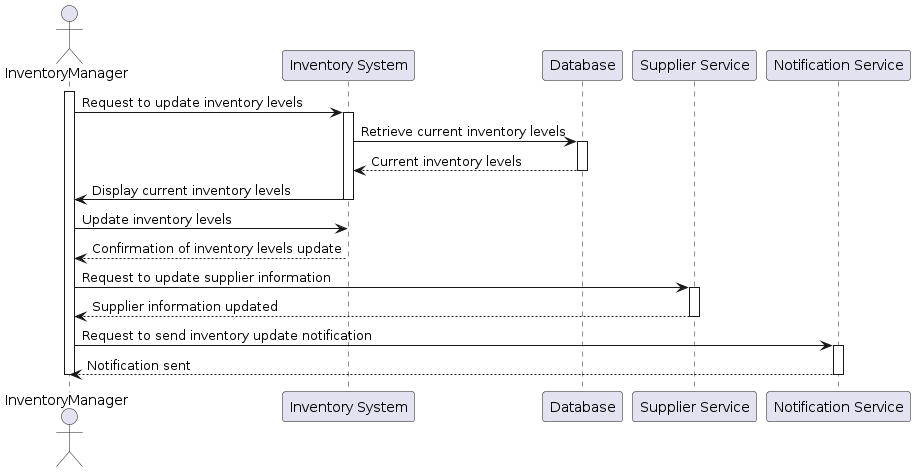 InventoryManager
Inventory System
Database
Supplier Service
Notification Service
Request to update inventory levels
Retrieve current inventory levels
Current inventory levels
Display current inventory levels
Update inventory levels
Confirmation of inventory levels update
Request to update supplier information
Supplier information updated
Request to send inventory update notification
Notification sent
InventoryManager
Inventory System
Database
Supplier Service
Notification Service